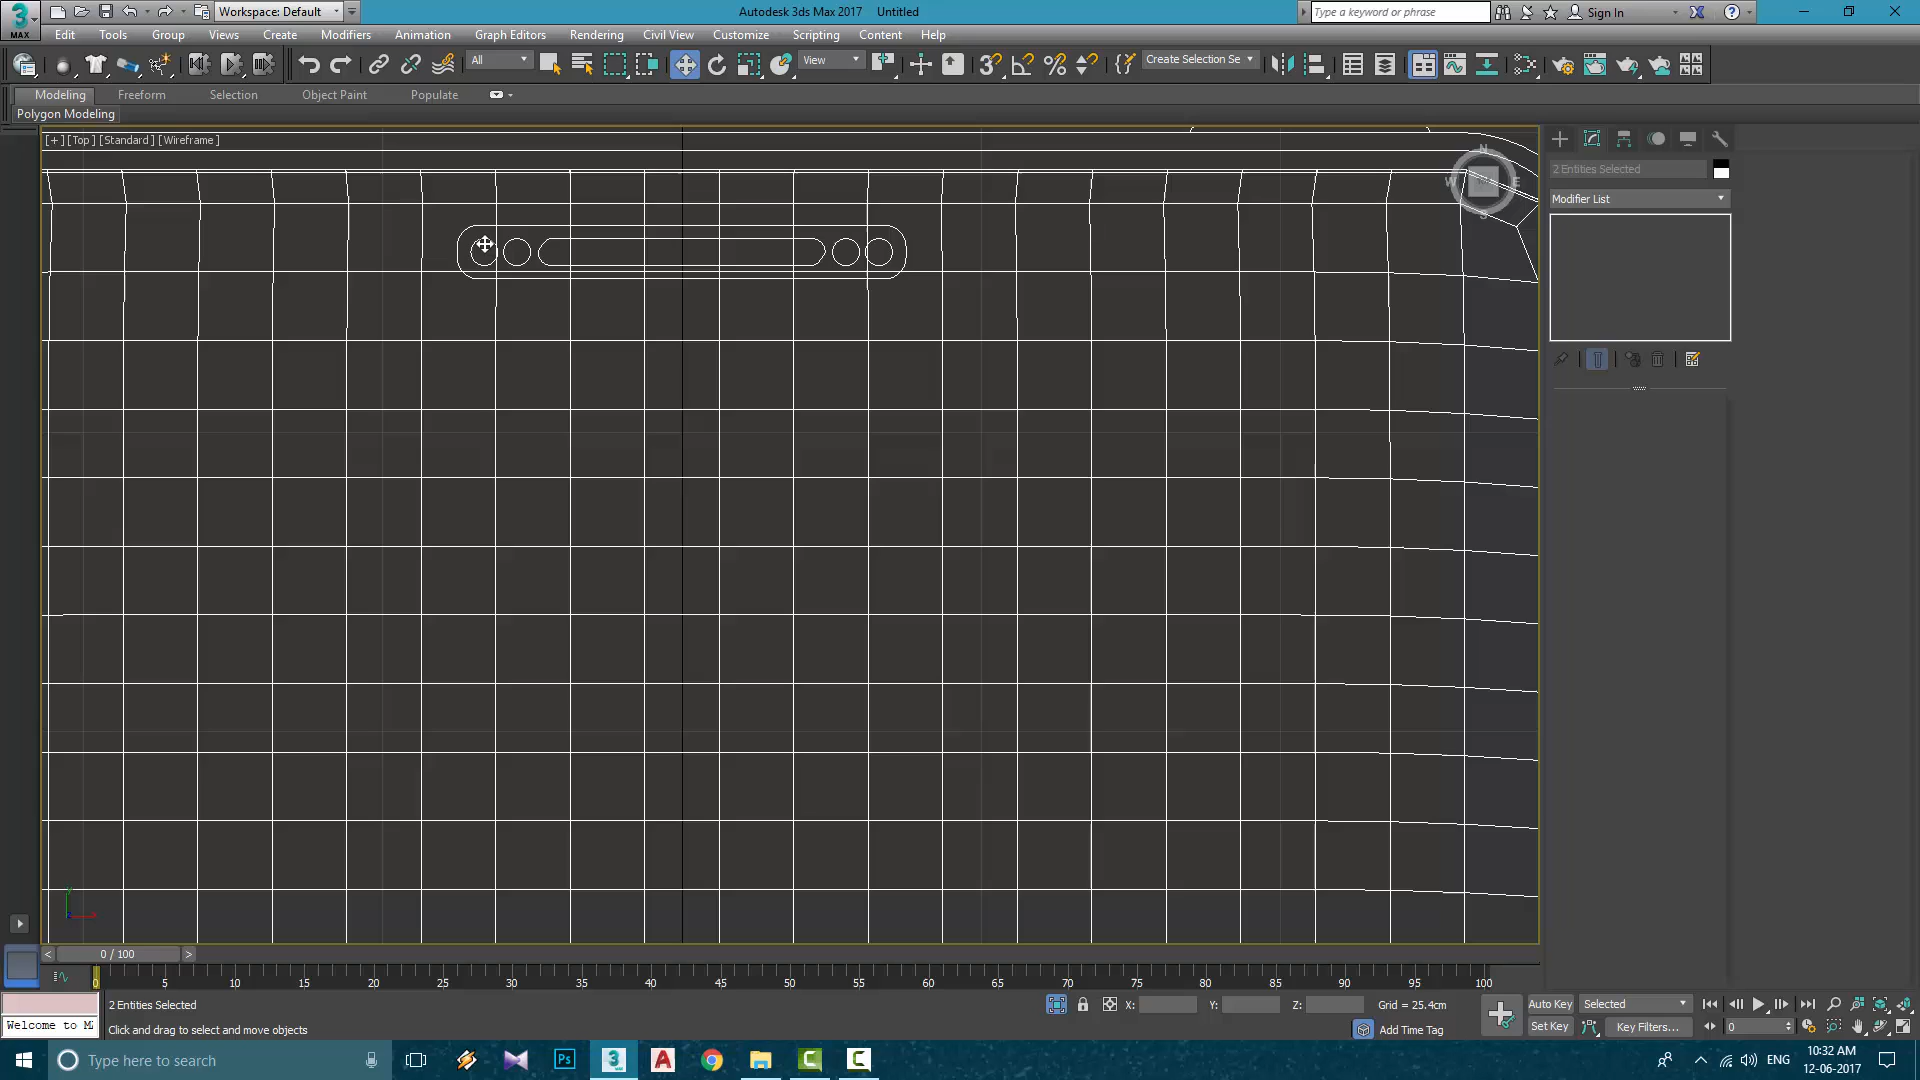 Workspace: Default
Autodesk 3ds Max 2017 Untitled
Type a keyword or phrase
Sign In
MAX
Edit Tools Group Views Create Modifiers Animation Graph Editors Rendering Civil View Customize Scripting Content Help
All
View
Create Selection Se
Modeling Freeform Selection Object Paint Populate
Polygon Modeling
[+] [Top] [Standard] [Wireframe]
N
W E
S
2 Entities Selected
Modifier List
< 0 / 100 >
0 5 10 15 20 25 30 35 40 45 50 55 60 65 70 75 80 85 90 95 100
2 Entities Selected
X: Y: Z: Grid = 25.4cm
Auto Key Selected
Welcome to M
Click and drag to select and move objects
Add Time Tag
Set Key Key Filters... 0
Type here to search
Ps
3
MAX
A
C
C
ENG
10:32 AM
12-06-2017